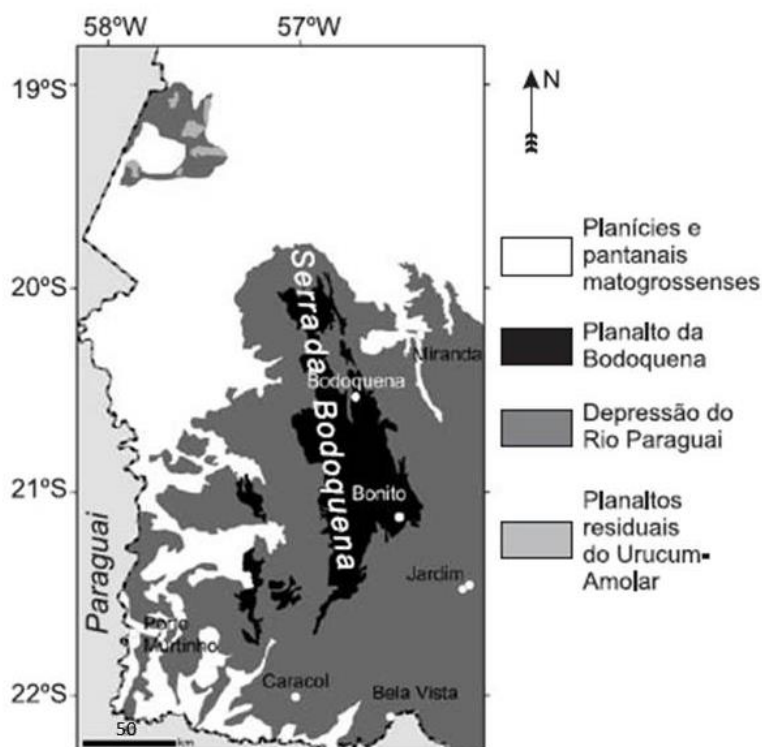 58ºW
57ºW
19ºS
20ºS
21ºS
22ºS
N
Planícies e
pantanais
matogrossenses
Planalto da
Bodoquena
Depressão do
Rio Paraguai
Planaltos
residuais
do Urucum-
Amolar
Serra da Bodoquena
Miranda
Bodoquena
Bonito
Jardim
Paraguai
Porto
Murtinho
Caracol
Bela Vista
50
km